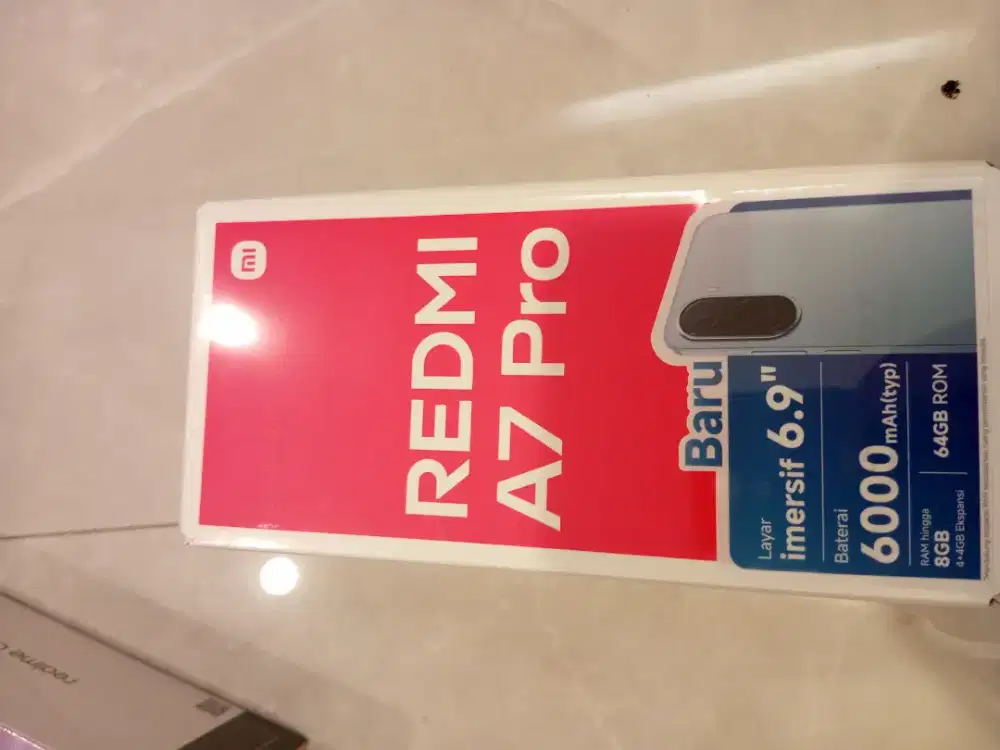 mi
REDMI
A7 Pro
Baru
Layar
imersif 6.9"
Baterai
6000mAh(typ)
RAM hingga
8GB
4+4GB Ekspansi
64GB ROM
realme